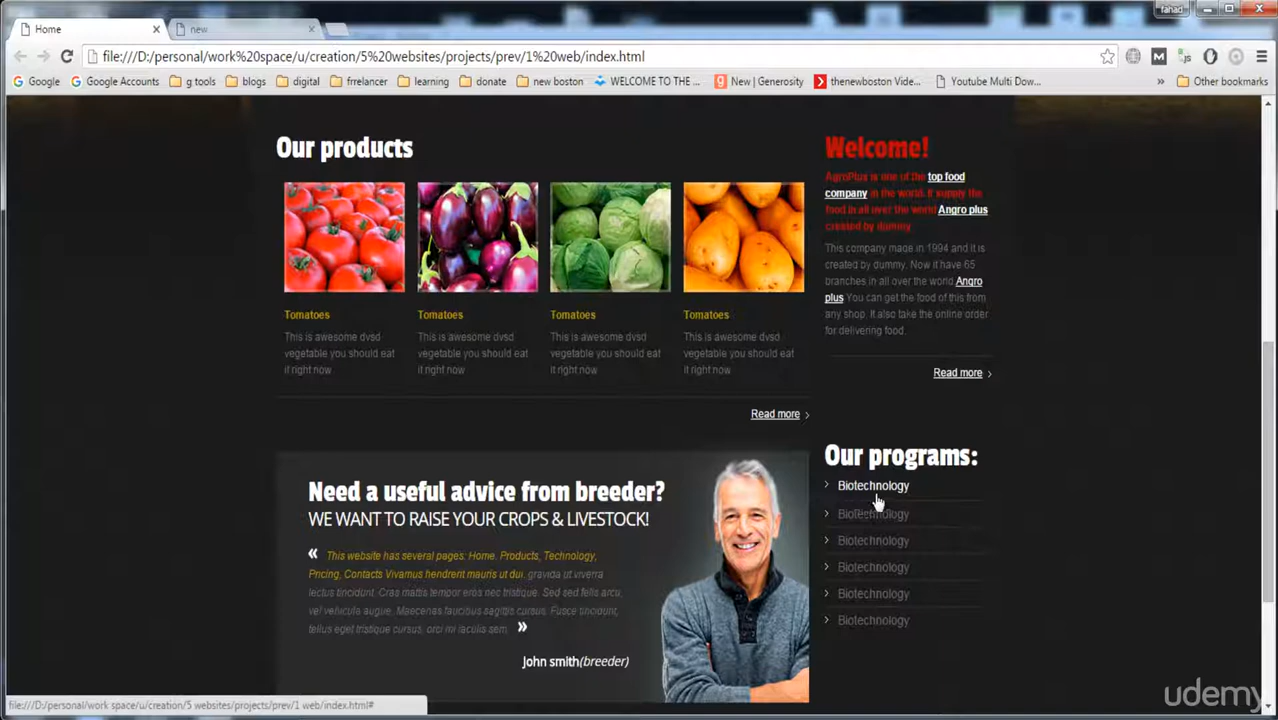 fahad
Home
new
file:///D:/personal/work%20space/u/creation/5%20websites/projects/prev/1%20web/index.html
Google
Google Accounts
g tools
blogs
digital
frrelancer
learning
donate
new boston
WELCOME TO THE ...
New | Generosity
thenewboston Vide...
Youtube Multi Dow...
» Other bookmarks
Our products
Tomatoes
This is awesome dvsd
vegetable you should eat
it right now
Tomatoes
This is awesome dvsd
vegetable you should eat
it right now
Tomatoes
This is awesome dvsd
vegetable you should eat
it right now
Tomatoes
This is awesome dvsd
vegetable you should eat
it right now
Read more
Welcome!
AgroPlus is one of the top food
company in the world. It supply the
food in all over the world Angro plus
created by dummy
This company made in 1994 and it is
created by dummy. Now it have 65
branches in all over the world Angro
plus You can get the food of this from
any shop. It also take the online order
for delivering food.
Read more
Need a useful advice from breeder?
WE WANT TO RAISE YOUR CROPS & LIVESTOCK!
« This website has several pages: Home. Products, Technology,
Pricing, Contacts Vivamus hendrerit mauris ut dui, gravida ut viverra
lectus tincidunt. Cras mattis tempor eros nec tristique. Sed sed felis arcu,
vel vehicula augue. Maecenas faucibus sagittis cursus. Fusce tincidunt,
tellus eget tristique cursus, orci mi iaculis sem. »
John smith(breeder)
Our programs:
Biotechnology
Biotechnology
Biotechnology
Biotechnology
Biotechnology
Biotechnology
file:///D:/personal/work space/u/creation/5 websites/projects/prev/1 web/index.html#
udemy